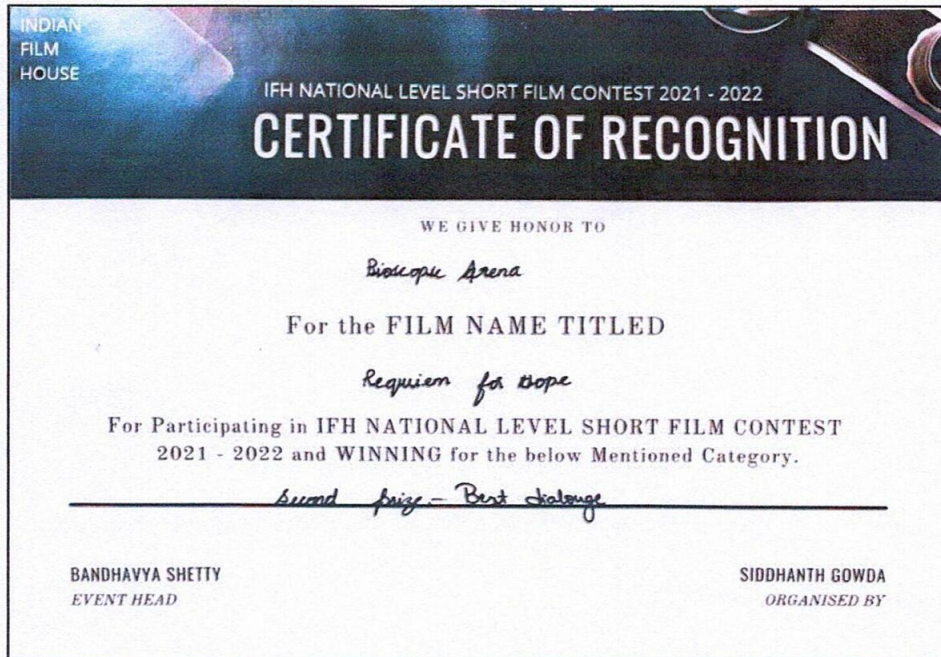 INDIAN
FILM
HOUSE
IFH NATIONAL LEVEL SHORT FILM CONTEST 2021 - 2022
CERTIFICATE OF RECOGNITION
WE GIVE HONOR TO
Bioscopic Arena
For the FILM NAME TITLED
Requiem for Hope
For Participating in IFH NATIONAL LEVEL SHORT FILM CONTEST
2021 - 2022 and WINNING for the below Mentioned Category.
Second prize - Best dialouge
BANDHAVYA SHETTY
SIDDHANTH GOWDA
EVENT HEAD
ORGANISED BY